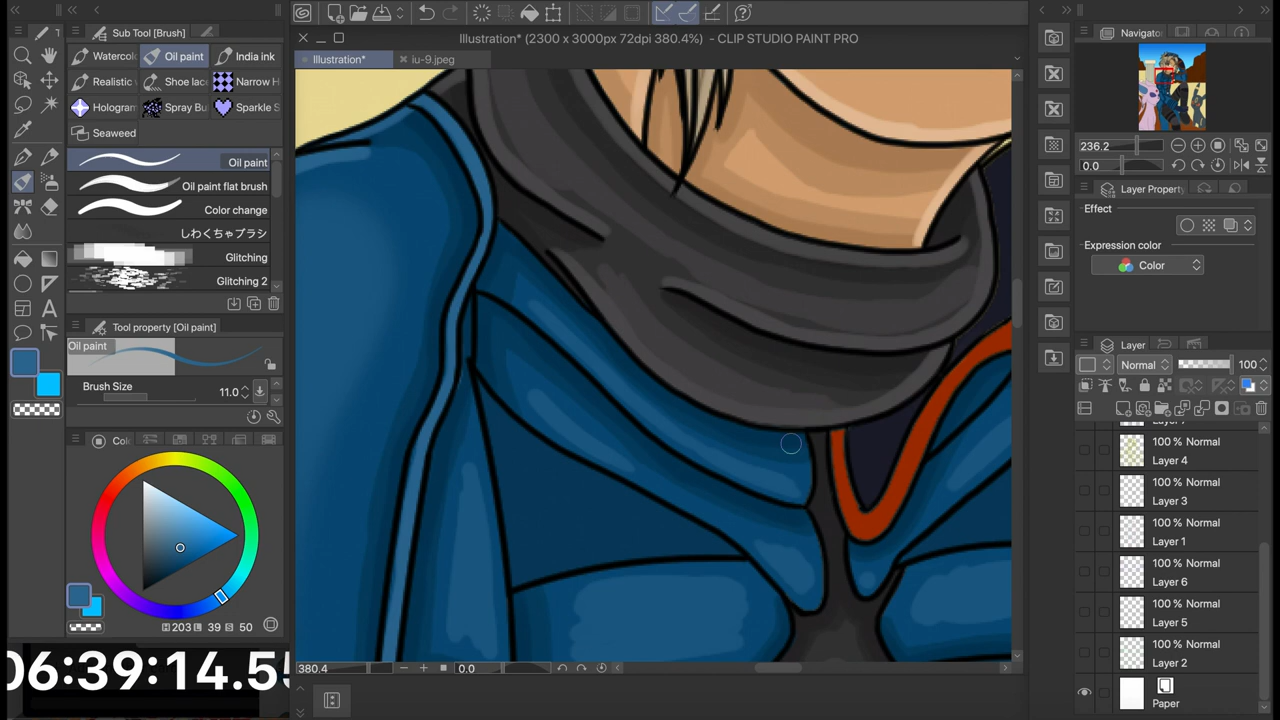 Illustration* (2300 x 3000px 72dpi 380.4%) - CLIP STUDIO PAINT PRO
Illustration*
iu-9.jpeg
Sub Tool [Brush]
Watercolo
Oil paint
India ink
Realistic
Shoe lace
Narrow H
Hologram
Spray Bu
Sparkle S
Seaweed
Oil paint
Oil paint flat brush
Color change
しわくちゃブラシ
Glitching
Glitching 2
Tool property [Oil paint]
Oil paint
Brush Size
11.0
H 203 L 39 S 50
06:39:14.55
380.4
0.0
Navigator
236.2
0.0
Layer Property
Effect
Expression color
Color
Layer
Normal
100
100 % Normal
Layer 4
100 % Normal
Layer 3
100 % Normal
Layer 1
100 % Normal
Layer 6
100 % Normal
Layer 5
100 % Normal
Layer 2
Paper